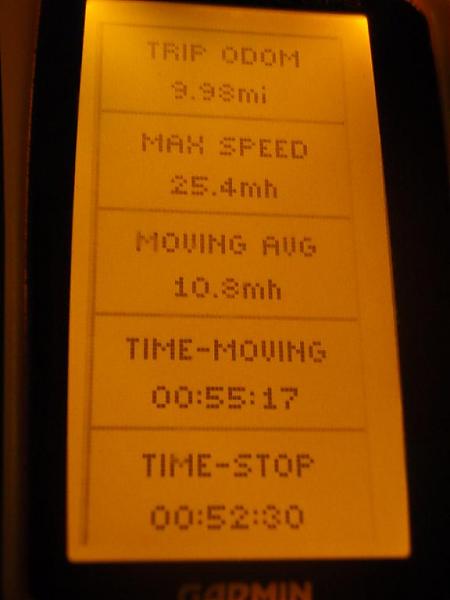 TRIP ODOM
9.98mi
MAX SPEED
25.4mh
MOVING AVG
10.8mh
TIME-MOVING
00:55:17
TIME-STOP
00:52:30
GARMIN